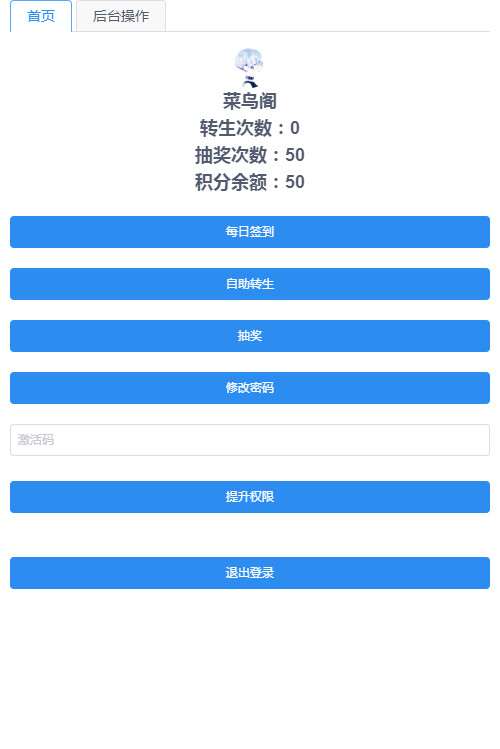 首页 后台操作
菜鸟阁
转生次数：0
抽奖次数：50
积分余额：50
每日签到
自助转生
抽奖
修改密码
激活码
提升权限
退出登录